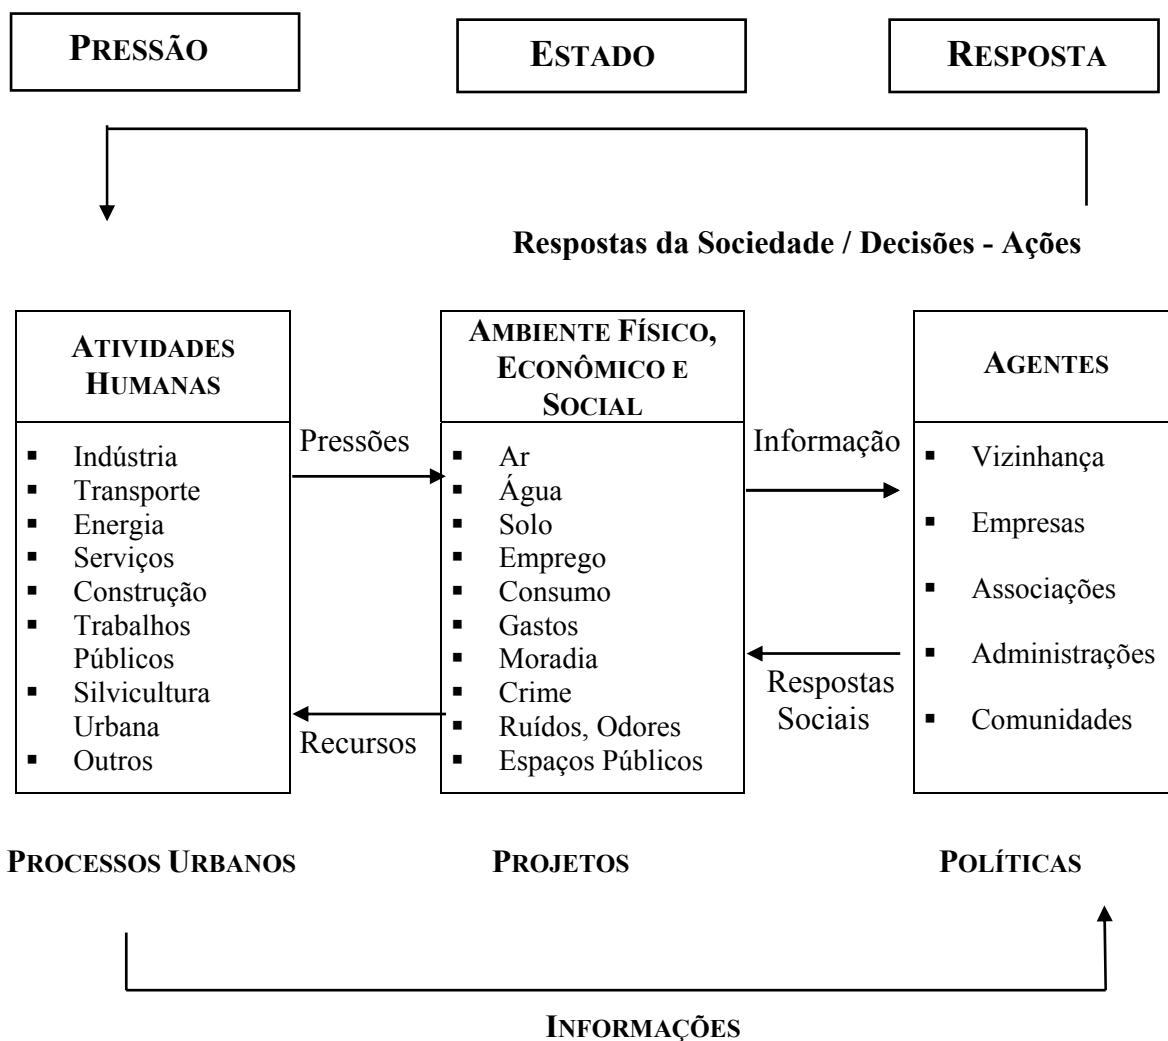 PRESSÃO
ESTADO
RESPOSTA
Respostas da Sociedade / Decisões - Ações
ATIVIDADES
HUMANAS
▪ Indústria
▪ Transporte
▪ Energia
▪ Serviços
▪ Construção
▪ Trabalhos
Públicos
▪ Silvicultura
Urbana
▪ Outros
Pressões
Recursos
AMBIENTE FÍSICO,
ECONÔMICO E
SOCIAL
▪ Ar
▪ Água
▪ Solo
▪ Emprego
▪ Consumo
▪ Gastos
▪ Moradia
▪ Crime
▪ Ruídos, Odores
▪ Espaços Públicos
Informação
Respostas
Sociais
AGENTES
▪ Vizinhança
▪ Empresas
▪ Associações
▪ Administrações
▪ Comunidades
PROCESSOS URBANOS
PROJETOS
POLÍTICAS
INFORMAÇÕES